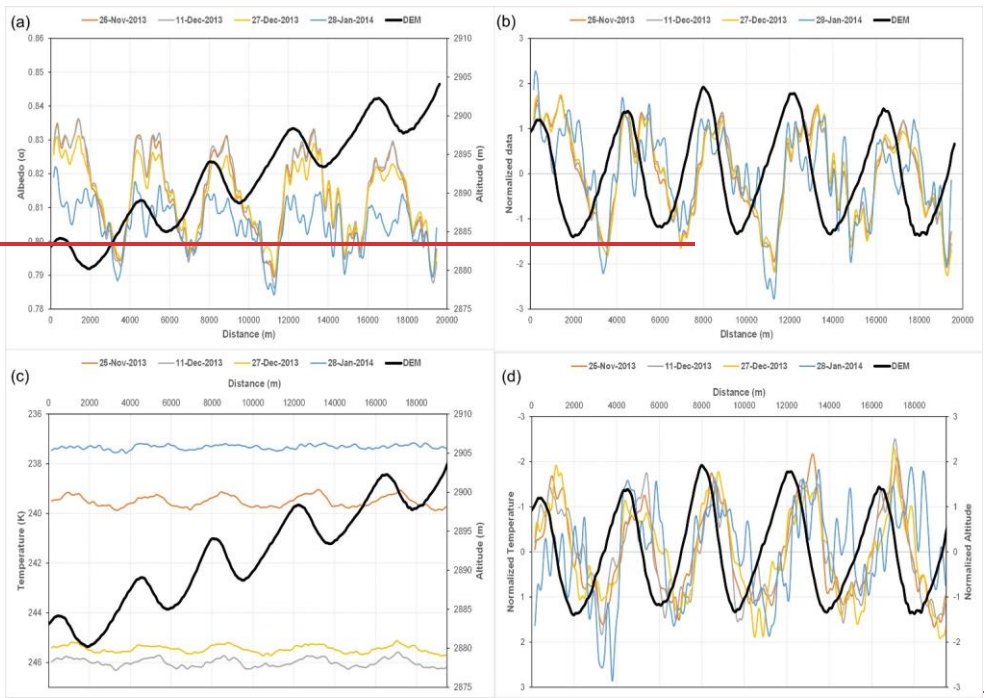 (a)
25-Nov-2013 11-Dec-2013 27-Dec-2013 28-Jan-2014 DEM
0.86
0.85
0.84
0.83
0.82
0.81
0.80
0.79
0.78
Albedo (α)
2910
2905
2900
2895
2890
2885
2880
2875
Altitude (m)
0 2000 4000 6000 8000 10000 12000 14000 16000 18000 20000
Distance (m)
(b)
25-Nov-2013 11-Dec-2013 27-Dec-2013 28-Jan-2014 DEM
3
2
1
0
-1
-2
-3
Normalized data
0 2000 4000 6000 8000 10000 12000 14000 16000 18000 20000
Distance (m)
(c)
25-Nov-2013 11-Dec-2013 27-Dec-2013 28-Jan-2014 DEM
Distance (m)
0 2000 4000 6000 8000 10000 12000 14000 16000 18000
236
238
240
242
244
246
Temperature (K)
2910
2905
2900
2895
2890
2885
2880
2875
Altitude (m)
(d)
25-Nov-2013 11-Dec-2013 27-Dec-2013 28-Jan-2014 DEM
Distance (m)
0 2000 4000 6000 8000 10000 12000 14000 16000 18000
-3
-2
-1
0
1
2
3
Normalized Temperature
3
2
1
0
-1
-2
-3
Normalized Altitude